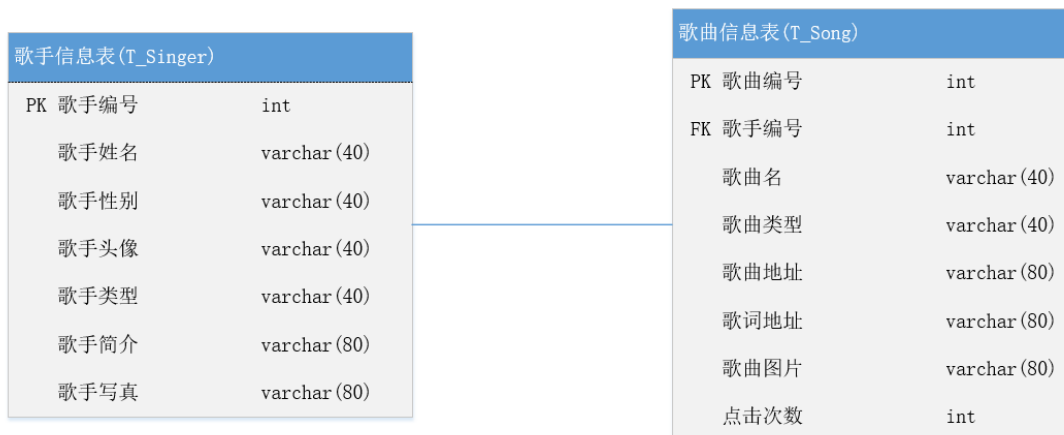 歌手信息表(T_Singer)
PK 歌手编号 int
歌手姓名 varchar(40)
歌手性别 varchar(40)
歌手头像 varchar(40)
歌手类型 varchar(40)
歌手简介 varchar(80)
歌手写真 varchar(80)
歌曲信息表(T_Song)
PK 歌曲编号 int
FK 歌手编号 int
歌曲名 varchar(40)
歌曲类型 varchar(40)
歌曲地址 varchar(80)
歌词地址 varchar(80)
歌曲图片 varchar(80)
点击次数 int